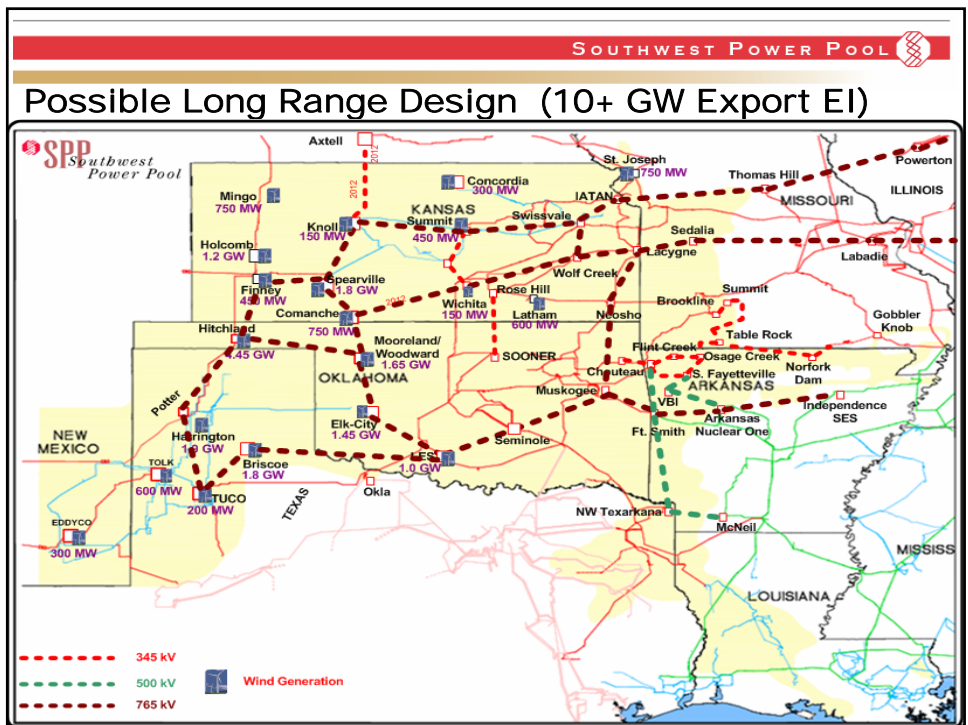 SOUTHWEST POWER POOL
Possible Long Range Design (10+ GW Export EI)
SPP Southwest
Power Pool
Axtell
2012
2012
St. Joseph
750 MW
Powerton
Concordia
300 MW
Thomas Hill
ILLINOIS
Mingo
750 MW
IATAN
MISSOURI
KANSAS
Knoll
150 MW
Summit
450 MW
Swissvale
Sedalia
Holcomb
1.2 GW
Lacygne
Labadie
Wolf Creek
Finney
450 MW
Spearville
1.8 GW
2012
Wichita
150 MW
Rose Hill
Latham
600 MW
Summit
Brookline
Comanche
750 MW
Neosho
Gobbler
Knob
Hitchland
4.45 GW
Table Rock
Mooreland/
Woodward
1.65 GW
Flint Creek
SOONER
Osage Creek
Chouteau
Norfork
Dam
OKLAHOMA
S. Fayetteville
ARKANSAS
Muskogee
VBI
Potter
Independence
SES
Arkansas
Nuclear One
Elk-City
1.45 GW
Ft. Smith
Harrington
NEW
MEXICO
Seminole
LES
1.0 GW
Briscoe
1.8 GW
TOLK
600 MW
Okla
TUCO
200 MW
TEXAS
NW Texarkana
McNeil
EDDYCO
300 MW
MISSISS
LOUISIANA
345 kV
500 kV
Wind Generation
765 kV